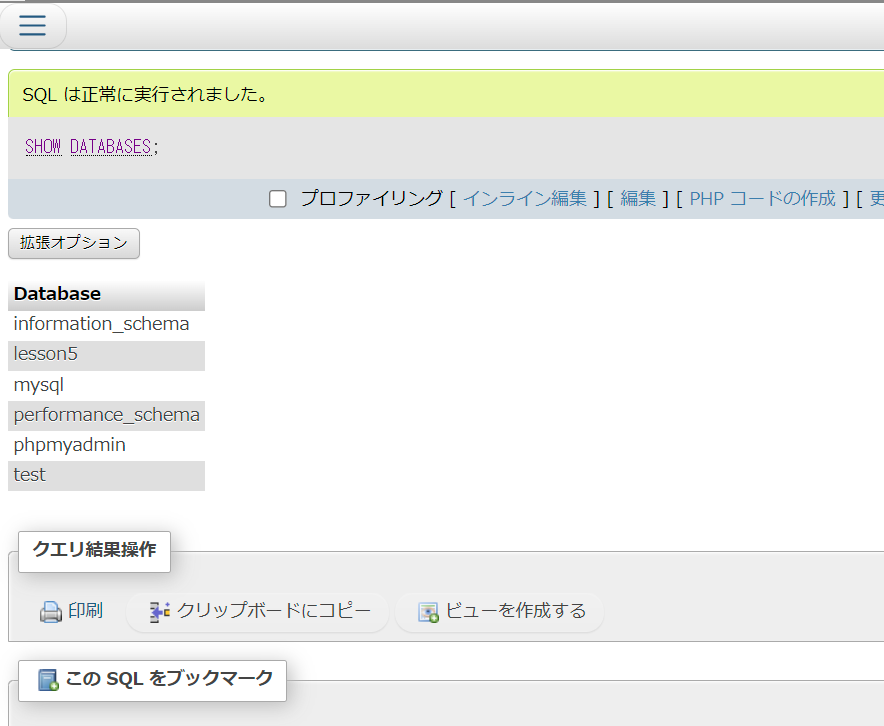 SQL は正常に実行されました。
SHOW DATABASES;
プロファイリング [ インライン編集 ] [ 編集 ] [ PHP コードの作成 ] [ 更
拡張オプション
Database
information_schema
lesson5
mysql
performance_schema
phpmyadmin
test
クエリ結果操作
印刷 クリップボードにコピー ビューを作成する
この SQL をブックマーク